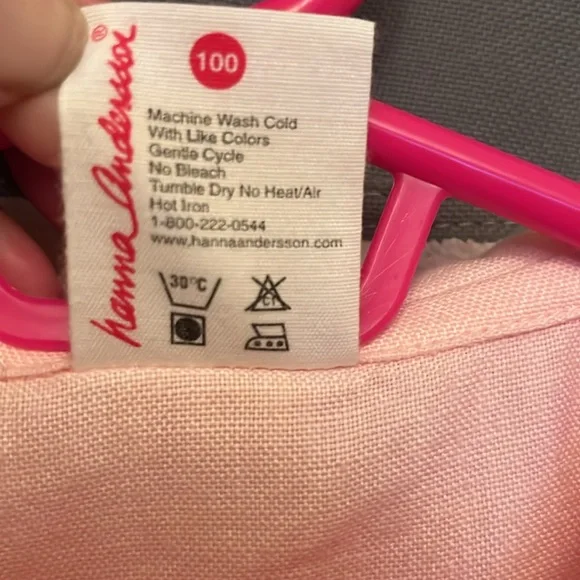 hanna andersson®
100
Machine Wash Cold
With Like Colors
Gentle Cycle
No Bleach
Tumble Dry No Heat/Air
Hot Iron
1-800-222-0544
www.hannaandersson.com
30°C
Cl